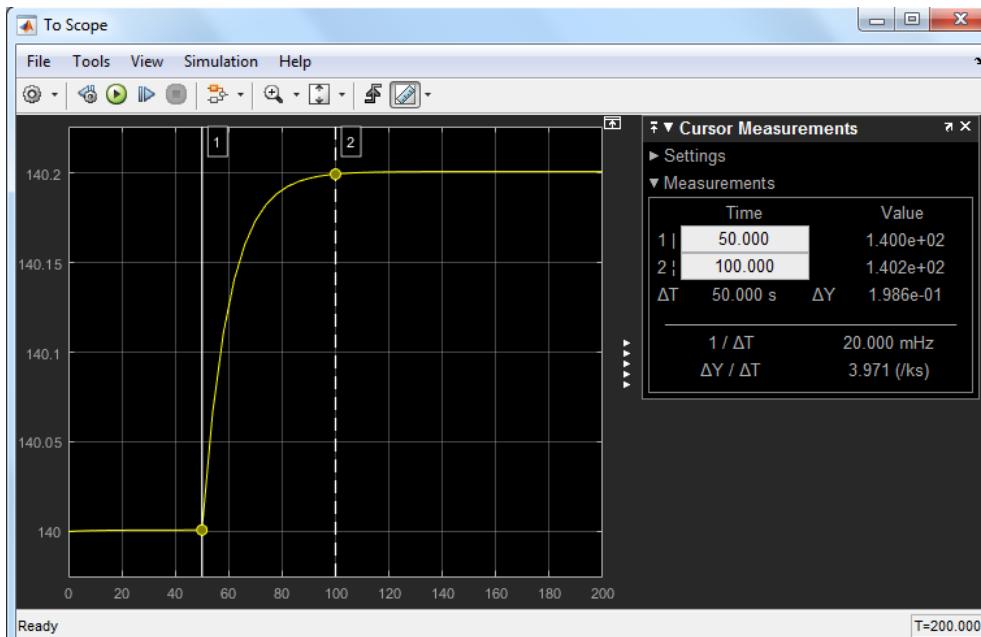 To Scope
File Tools View Simulation Help
1 2
140.2
140.15
140.1
140.05
140
0 20 40 60 80 100 120 140 160 180 200
Cursor Measurements
Settings
Measurements
Time Value
1 | 50.000 1.400e+02
2 ¦ 100.000 1.402e+02
ΔT 50.000 s ΔY 1.986e-01
1 / ΔT 20.000 mHz
ΔY / ΔT 3.971 (/ks)
Ready T=200.000